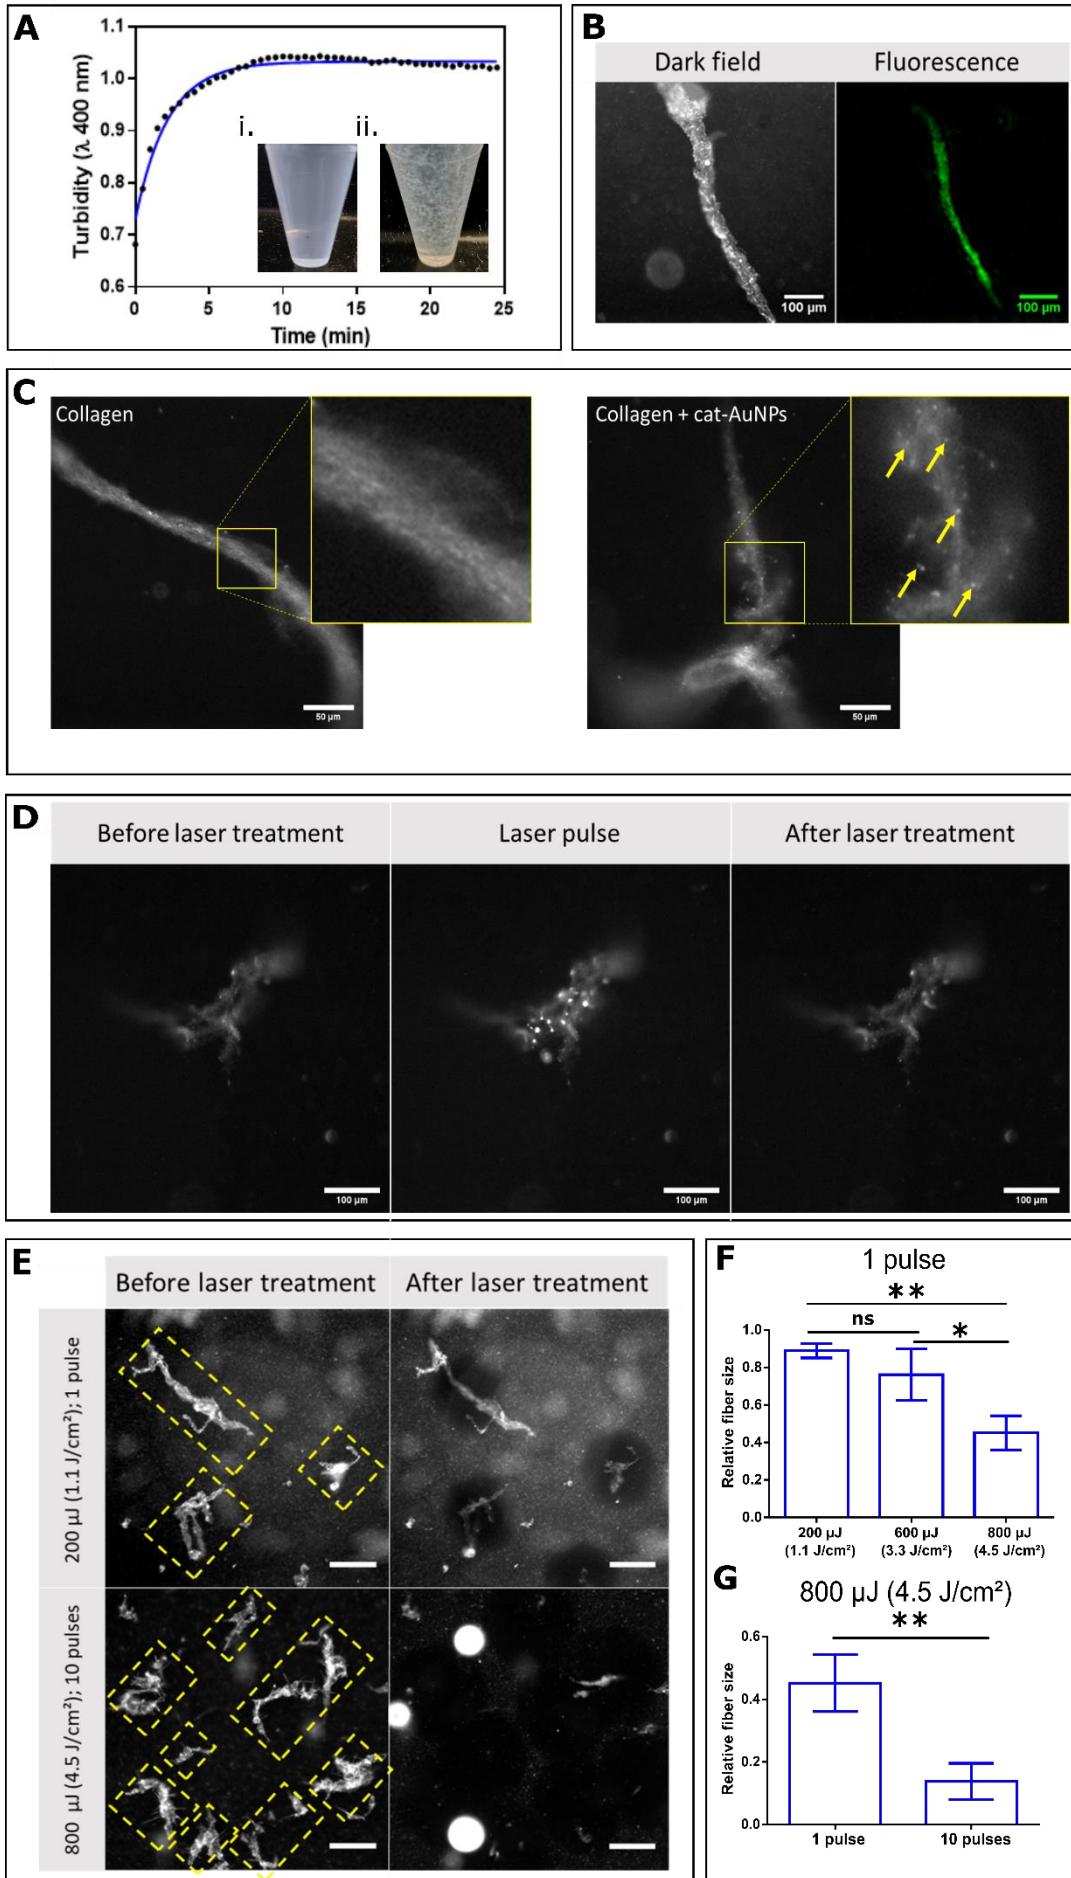 A
Turbidity (λ 400 nm)
1.1
1.0
0.9
0.8
0.7
0.6
i.
ii.
0
5
10
15
20
25
Time (min)
B
Dark field
Fluorescence
100 µm
100 µm
C
Collagen
50 µm
Collagen + cat-AuNPs
50 µm
D
Before laser treatment
Laser pulse
After laser treatment
100 µm
100 µm
100 µm
E
Before laser treatment
After laser treatment
200 µJ (1.1 J/cm²); 1 pulse
800 µJ (4.5 J/cm²); 10 pulses
F
1 pulse
**
ns
*
Relative fiber size
1.0
0.8
0.6
0.4
0.2
0.0
200 µJ
(1.1 J/cm²)
600 µJ
(3.3 J/cm²)
800 µJ
(4.5 J/cm²)
G
800 µJ (4.5 J/cm²)
**
Relative fiber size
0.6
0.4
0.2
0.0
1 pulse
10 pulses